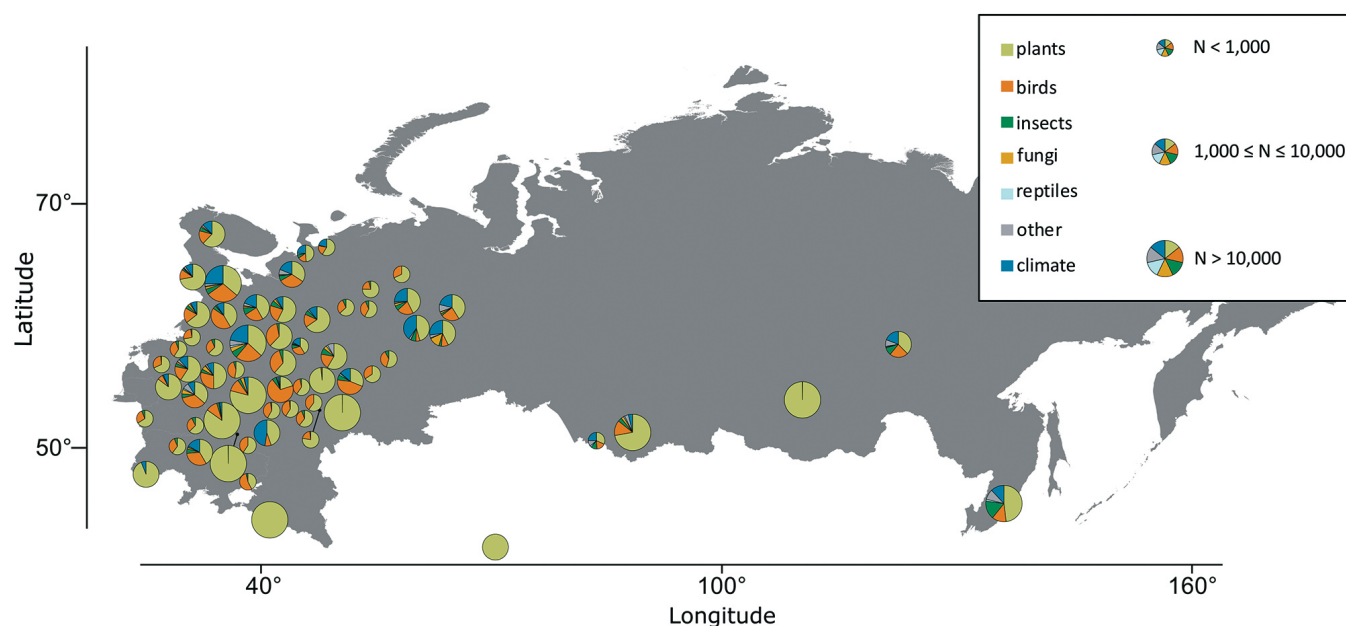 plants
N < 1,000
birds
insects
fungi
1,000 ≤ N ≤ 10,000
reptiles
other
climate
N > 10,000
70°
50°
Latitude
40°
100°
160°
Longitude